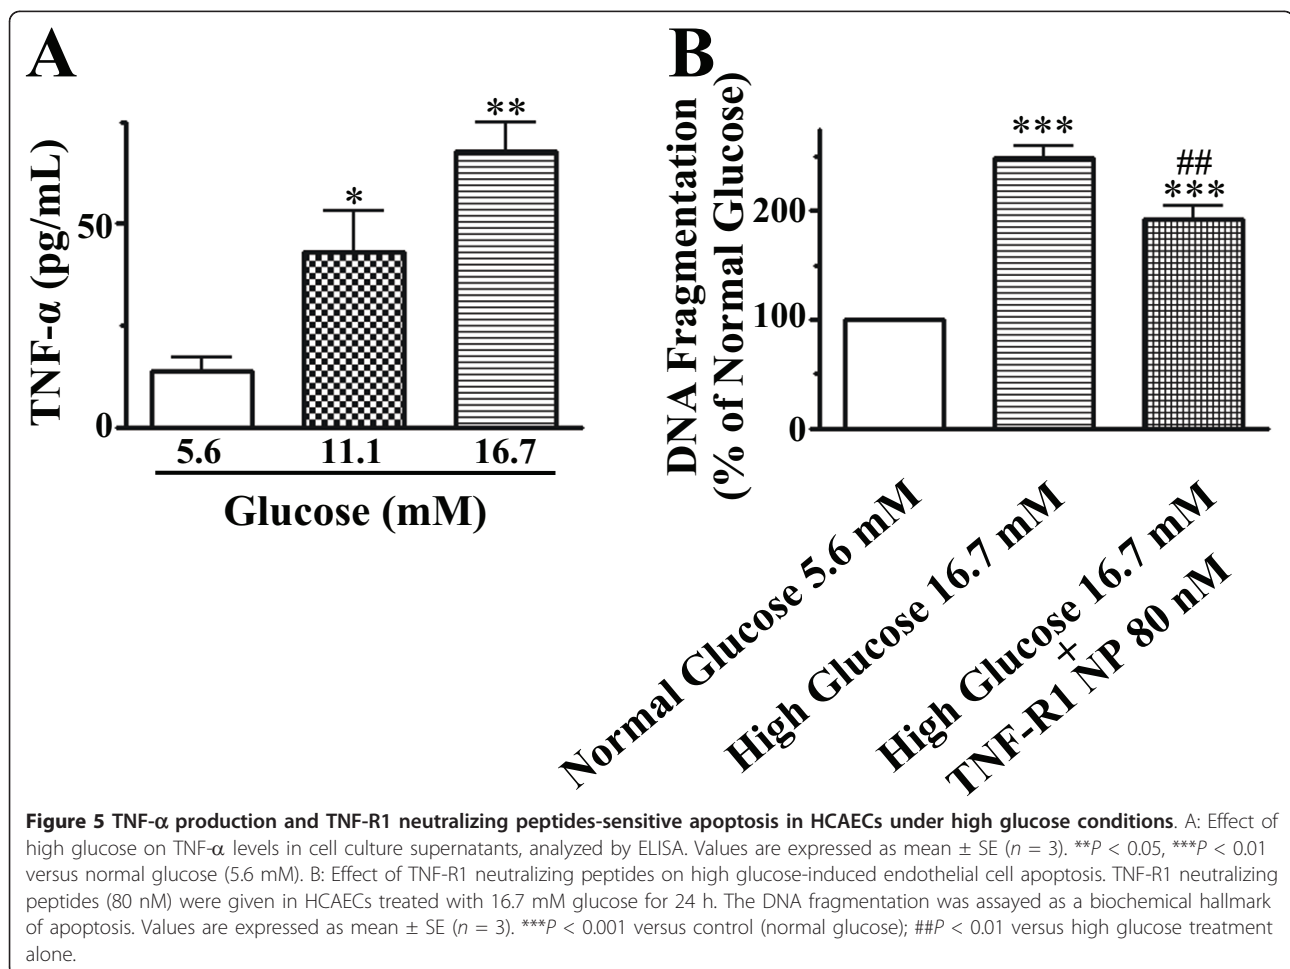 A
TNF-α (pg/mL)
50
0
*
**
5.6 11.1 16.7
Glucose (mM)
B
DNA Fragmentation
(% of Normal Glucose)
200
100
0
***
##
***
Normal Glucose 5.6 mM
High Glucose 16.7 mM
High Glucose 16.7 mM
+
TNF-R1 NP 80 nM
Figure 5 TNF-α production and TNF-R1 neutralizing peptides-sensitive apoptosis in HCAECs under high glucose conditions. A: Effect of
high glucose on TNF-α levels in cell culture supernatants, analyzed by ELISA. Values are expressed as mean ± SE (n = 3). **P < 0.05, ***P < 0.01
versus normal glucose (5.6 mM). B: Effect of TNF-R1 neutralizing peptides on high glucose-induced endothelial cell apoptosis. TNF-R1 neutralizing
peptides (80 nM) were given in HCAECs treated with 16.7 mM glucose for 24 h. The DNA fragmentation was assayed as a biochemical hallmark
of apoptosis. Values are expressed as mean ± SE (n = 3). ***P < 0.001 versus control (normal glucose); ##P < 0.01 versus high glucose treatment
alone.